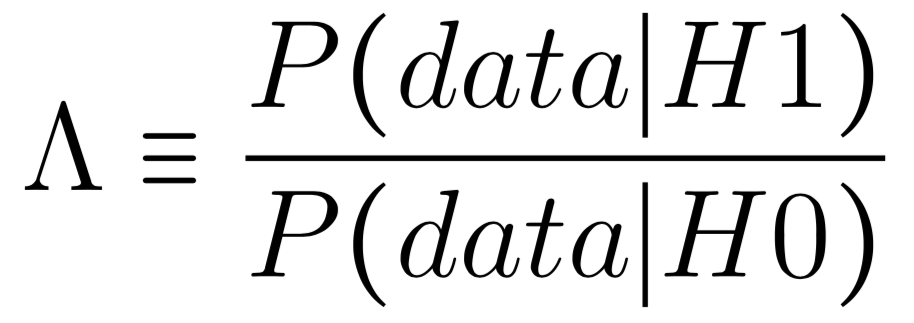 P(data|H1)
Λ ≡
P(data|H0)